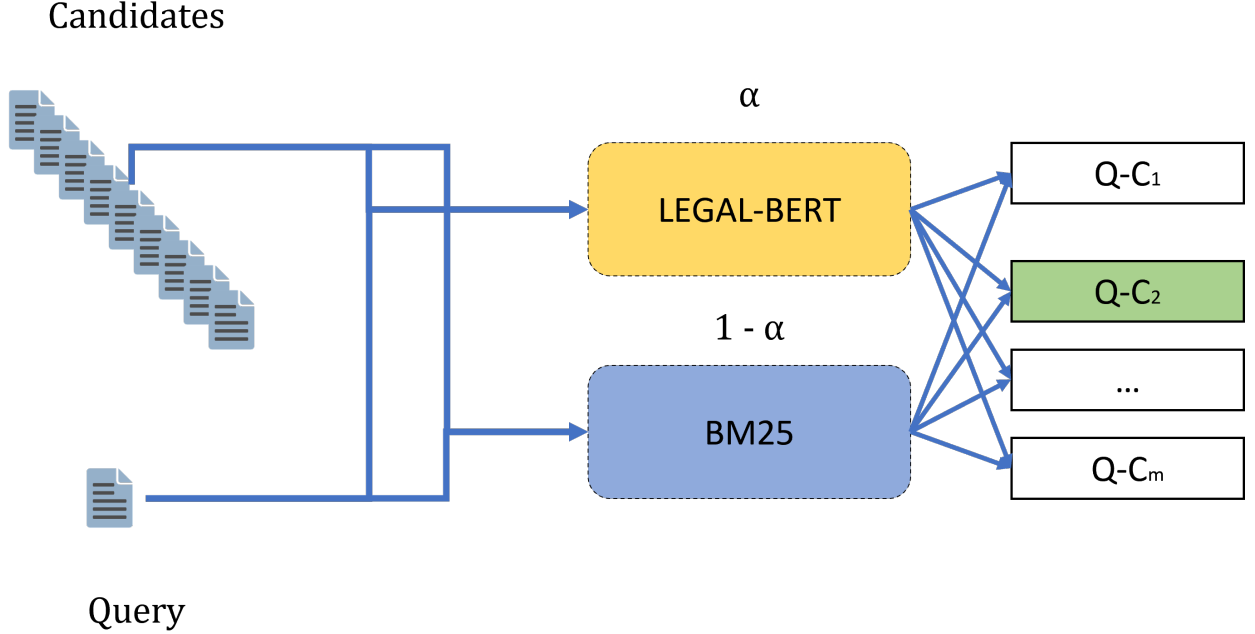 Candidates
α
LEGAL-BERT
Q-C₁
Q-C₂
1 - α
...
BM25
Q-Cₘ
Query